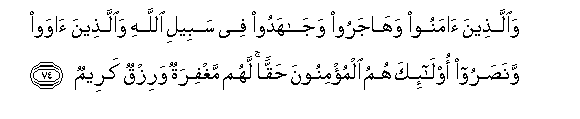 وَٱلَّذِينَ ءَامَنُوا۟ وَهَاجَرُوا۟ وَجَـٰهَدُوا۟ فِى سَبِيلِ ٱللَّهِ وَٱلَّذِينَ ءَاوَوا۟
وَّنَصَرُوٓا۟ أُو۟لَـٰٓئِكَ هُمُ ٱلْمُؤْمِنُونَ حَقًّا ۚ لَّهُم مَّغْفِرَةٌ وَرِزْقٌ كَرِيمٌ ﴿٧٤﴾